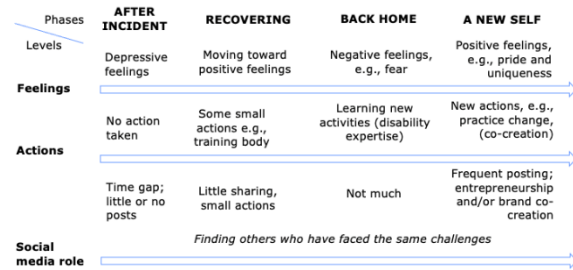 Phases
AFTER INCIDENT
RECOVERING
BACK HOME
A NEW SELF
Levels
Depressive
feelings
Moving toward
positive feelings
Negative feelings,
e.g., fear
Positive feelings,
e.g., pride and
uniqueness
Feelings
No action
taken
Some small
actions e.g.,
training body
Learning new
activities (disability
expertise)
New actions, e.g.,
practice change,
(co-creation)
Actions
Time gap;
little or no
posts
Little sharing,
small actions
Not much
Frequent posting;
entrepreneurship
and/or brand co-
creation
Finding others who have faced the same challenges
Social
media role